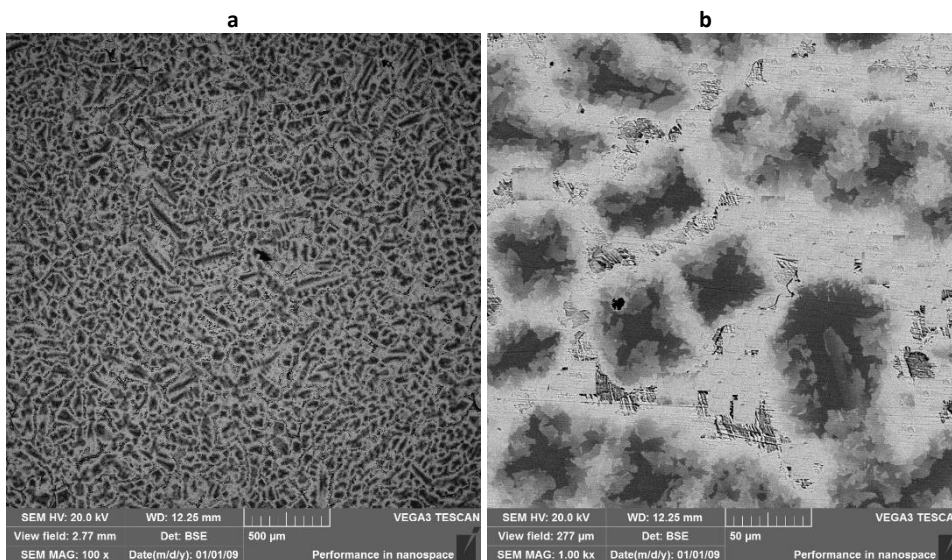 a
b
SEM HV: 20.0 kV WD: 12.25 mm VEGA3 TESCAN
View field: 2.77 mm Det: BSE 500 µm
SEM MAG: 100 x Date(m/d/y): 01/01/09 Performance in nanospace
SEM HV: 20.0 kV WD: 12.25 mm VEGA3 TESCAN
View field: 277 µm Det: BSE 50 µm
SEM MAG: 1.00 kx Date(m/d/y): 01/01/09 Performance in nanospace